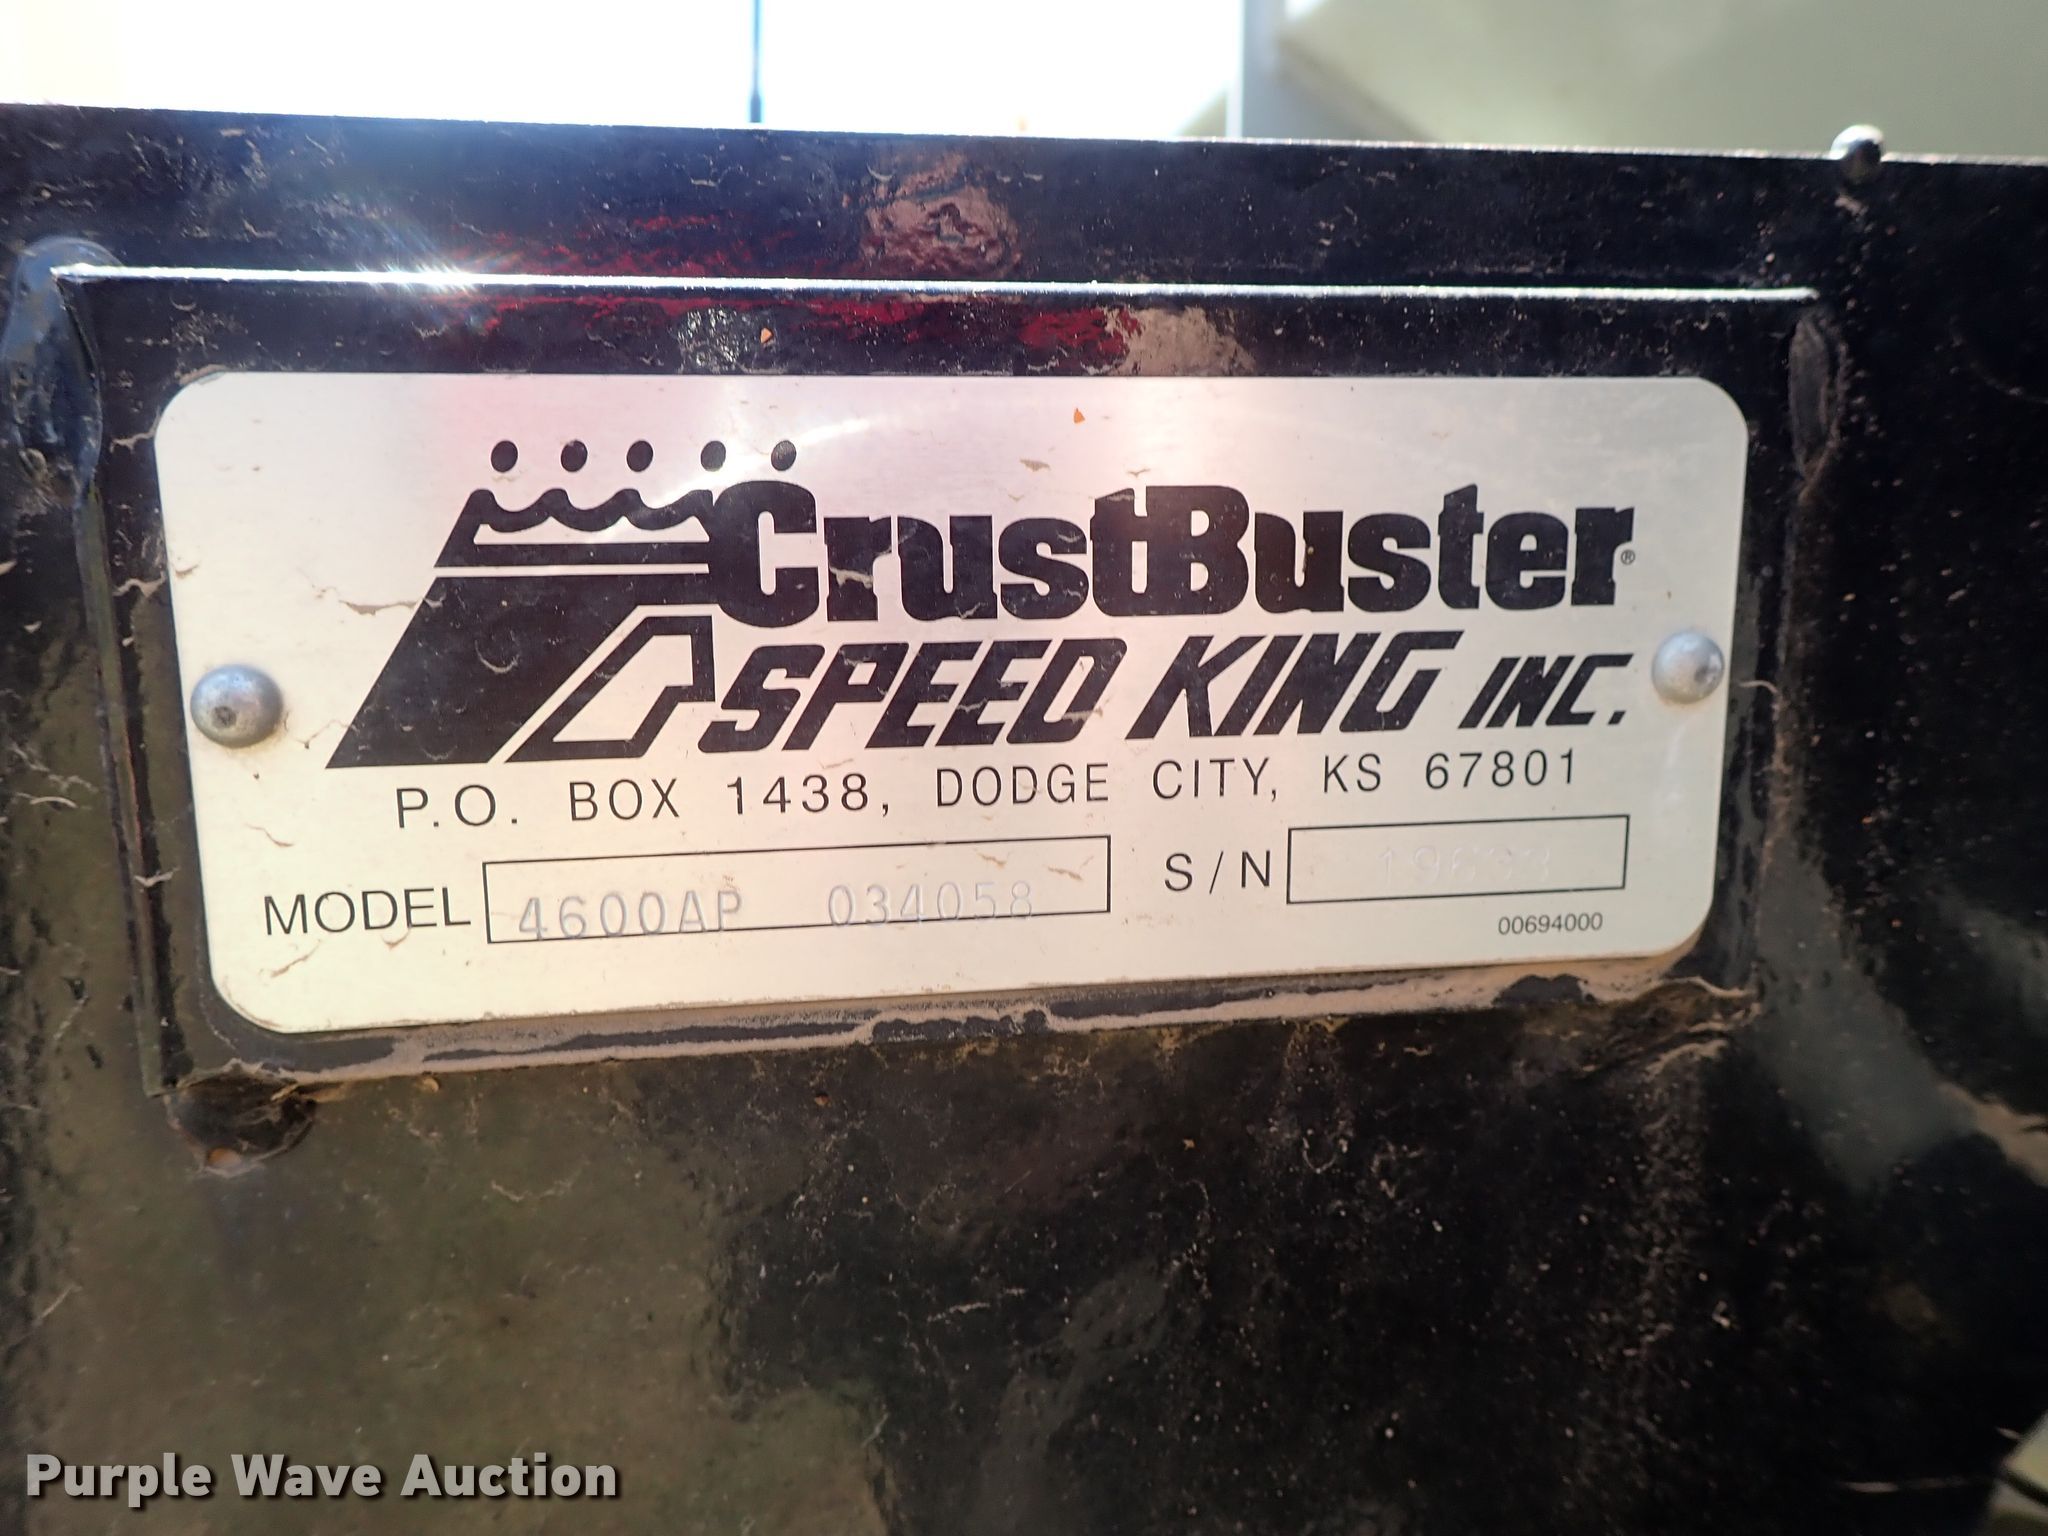 CrustBuster®
SPEED KING INC.
P.O. BOX 1438, DODGE CITY, KS 67801
MODEL 4600AP 034058 S/N
00694000
Purple Wave Auction